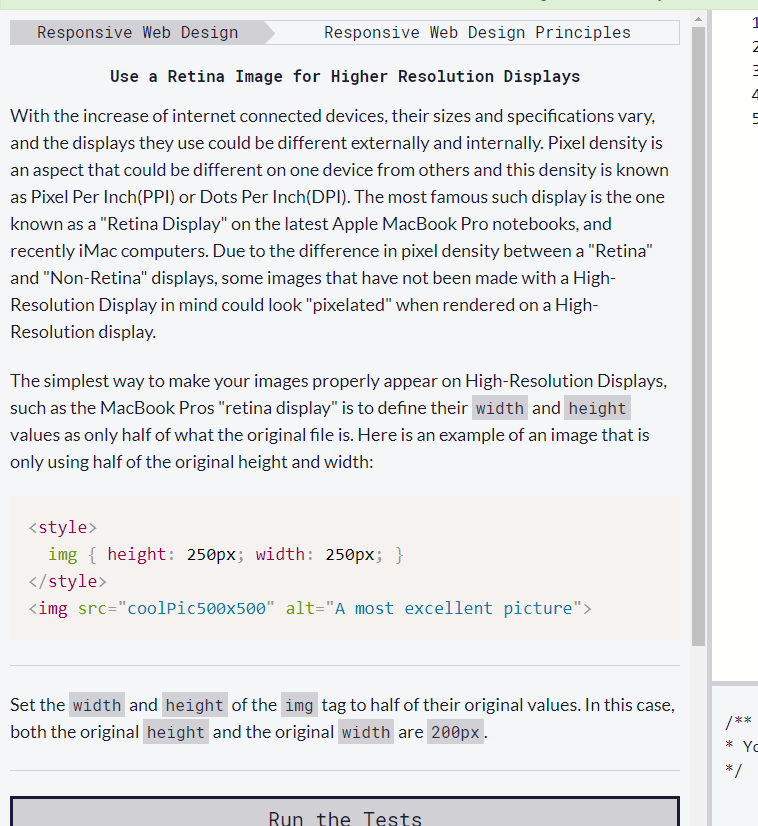 Responsive Web Design Responsive Web Design Principles
Use a Retina Image for Higher Resolution Displays
With the increase of internet connected devices, their sizes and specifications vary,
and the displays they use could be different externally and internally. Pixel density is
an aspect that could be different on one device from others and this density is known
as Pixel Per Inch(PPI) or Dots Per Inch(DPI). The most famous such display is the one
known as a "Retina Display" on the latest Apple MacBook Pro notebooks, and
recently iMac computers. Due to the difference in pixel density between a "Retina"
and "Non-Retina" displays, some images that have not been made with a High-
Resolution Display in mind could look "pixelated" when rendered on a High-
Resolution display.
The simplest way to make your images properly appear on High-Resolution Displays,
such as the MacBook Pros "retina display" is to define their width and height
values as only half of what the original file is. Here is an example of an image that is
only using half of the original height and width:
<style>
img { height: 250px; width: 250px; }
</style>
<img src="coolPic500x500" alt="A most excellent picture">
Set the width and height of the img tag to half of their original values. In this case,
both the original height and the original width are 200px.
Run the Tests
1
2
3
4
5
/**
* Yo
*/